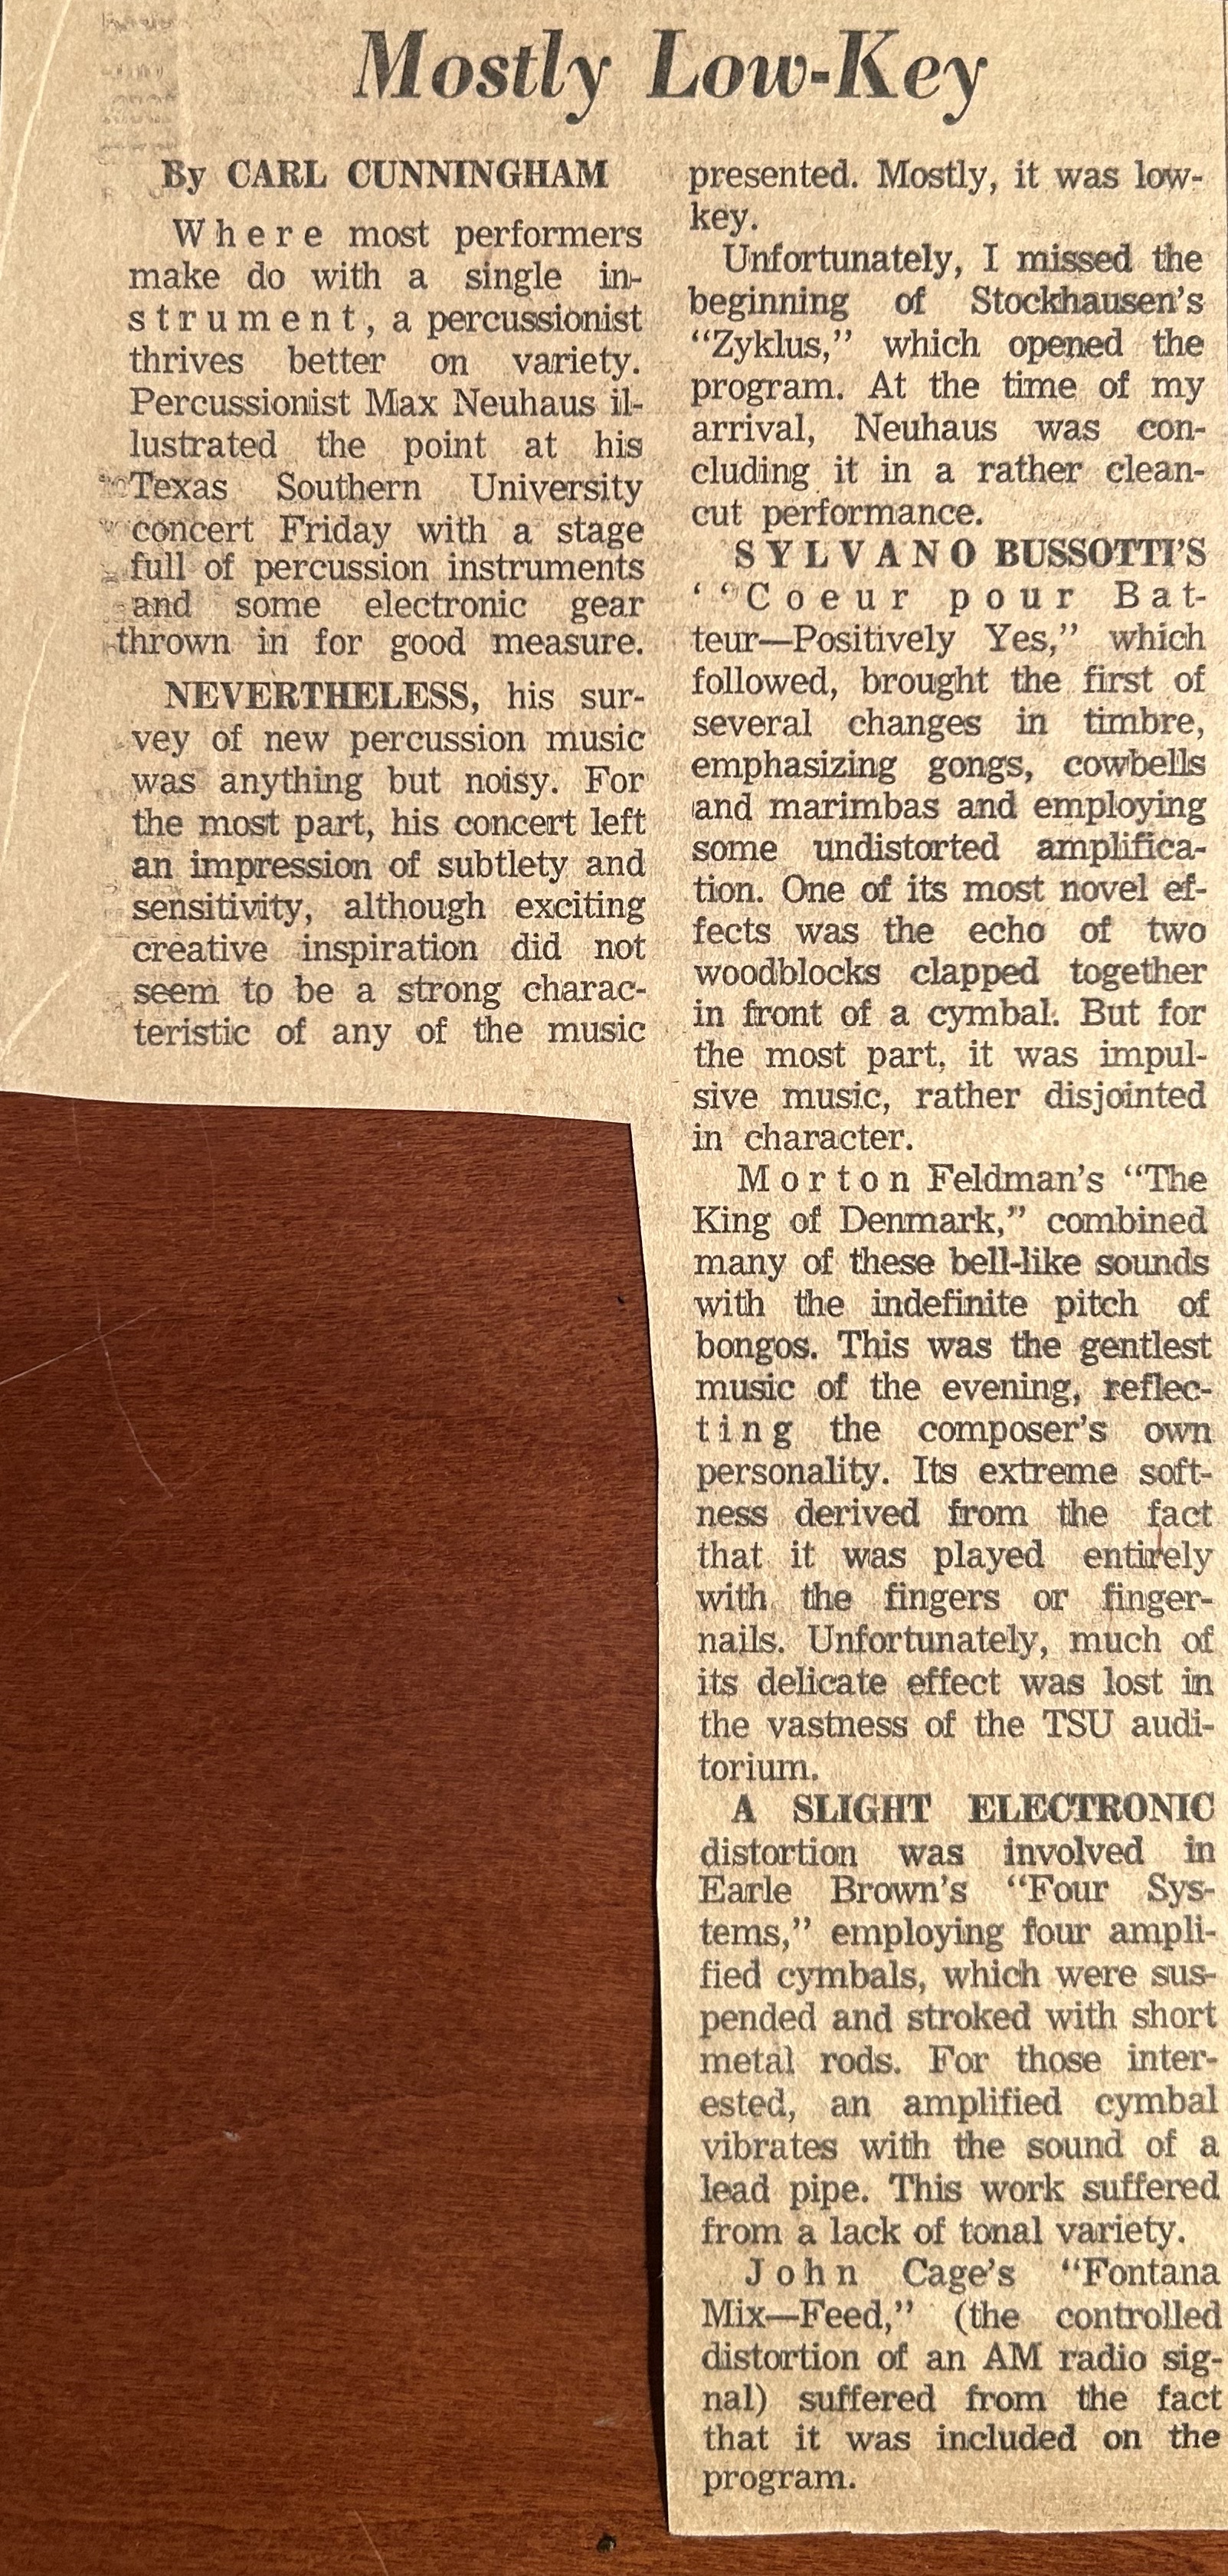 Mostly Low-Key
By CARL CUNNINGHAM
Where most performers
make do with a single in-
strument, a percussionist
thrives better on variety.
Percussionist Max Neuhaus il-
lustrated the point at his
Texas Southern University
concert Friday with a stage
full of percussion instruments
and some electronic gear
thrown in for good measure.
NEVERTHELESS, his sur-
vey of new percussion music
was anything but noisy. For
the most part, his concert left
an impression of subtlety and
sensitivity, although exciting
creative inspiration did not
seem to be a strong charac-
teristic of any of the music
presented. Mostly, it was low-
key.
Unfortunately, I missed the
beginning of Stockhausen's
"Zyklus," which opened the
program. At the time of my
arrival, Neuhaus was con-
cluding it in a rather clean-
cut performance.
SYLVANO BUSSOTTI'S
"Coeur pour Bat-
teur—Positively Yes," which
followed, brought the first of
several changes in timbre,
emphasizing gongs, cowbells
and marimbas and employing
some undistorted amplifica-
tion. One of its most novel ef-
fects was the echo of two
woodblocks clapped together
in front of a cymbal. But for
the most part, it was impul-
sive music, rather disjointed
in character.
Morton Feldman's "The
King of Denmark," combined
many of these bell-like sounds
with the indefinite pitch of
bongos. This was the gentlest
music of the evening, reflec-
ting the composer's own
personality. Its extreme soft-
ness derived from the fact
that it was played entirely
with the fingers or finger-
nails. Unfortunately, much of
its delicate effect was lost in
the vastness of the TSU audi-
torium.
A SLIGHT ELECTRONIC
distortion was involved in
Earle Brown's "Four Sys-
tems," employing four ampli-
fied cymbals, which were sus-
pended and stroked with short
metal rods. For those inter-
ested, an amplified cymbal
vibrates with the sound of a
lead pipe. This work suffered
from a lack of tonal variety.
John Cage's "Fontana
Mix—Feed," (the controlled
distortion of an AM radio sig-
nal) suffered from the fact
that it was included on the
program.